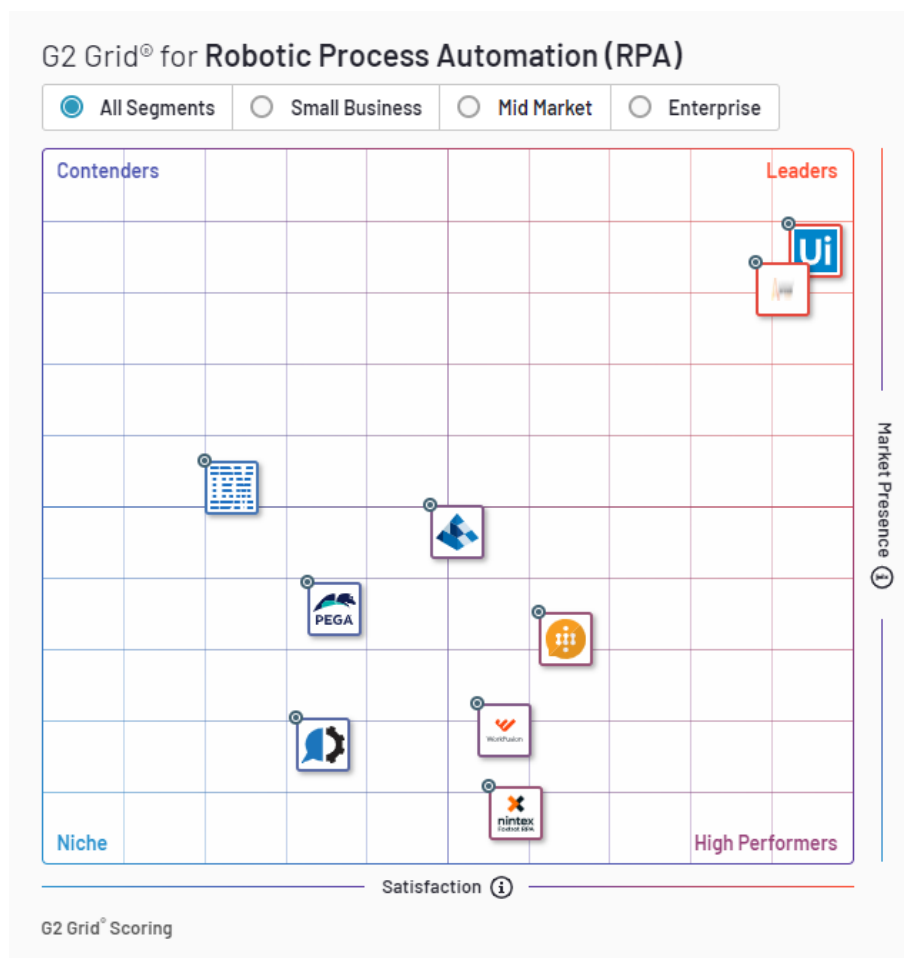 G2 Grid® for Robotic Process Automation (RPA)
All Segments
Small Business
Mid Market
Enterprise
Contenders
Leaders
Ui
PEGA
WorkFusion
nintex
Foxtrot RPA
Niche
High Performers
Market Presence
Satisfaction
G2 Grid® Scoring